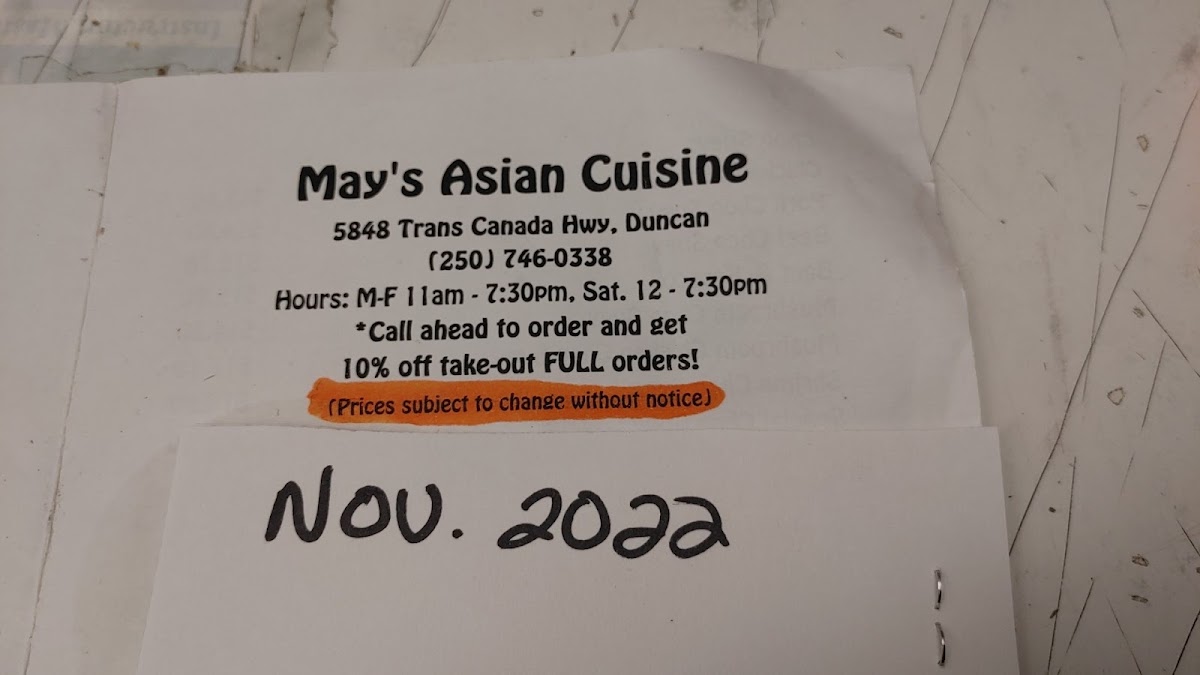 May's Asian Cuisine
5848 Trans Canada Hwy, Duncan
(250) 746-0338
Hours: M-F 11am - 7:30pm, Sat. 12 - 7:30pm
*Call ahead to order and get
10% off take-out FULL orders!
(Prices subject to change without notice)
Nov. 2022